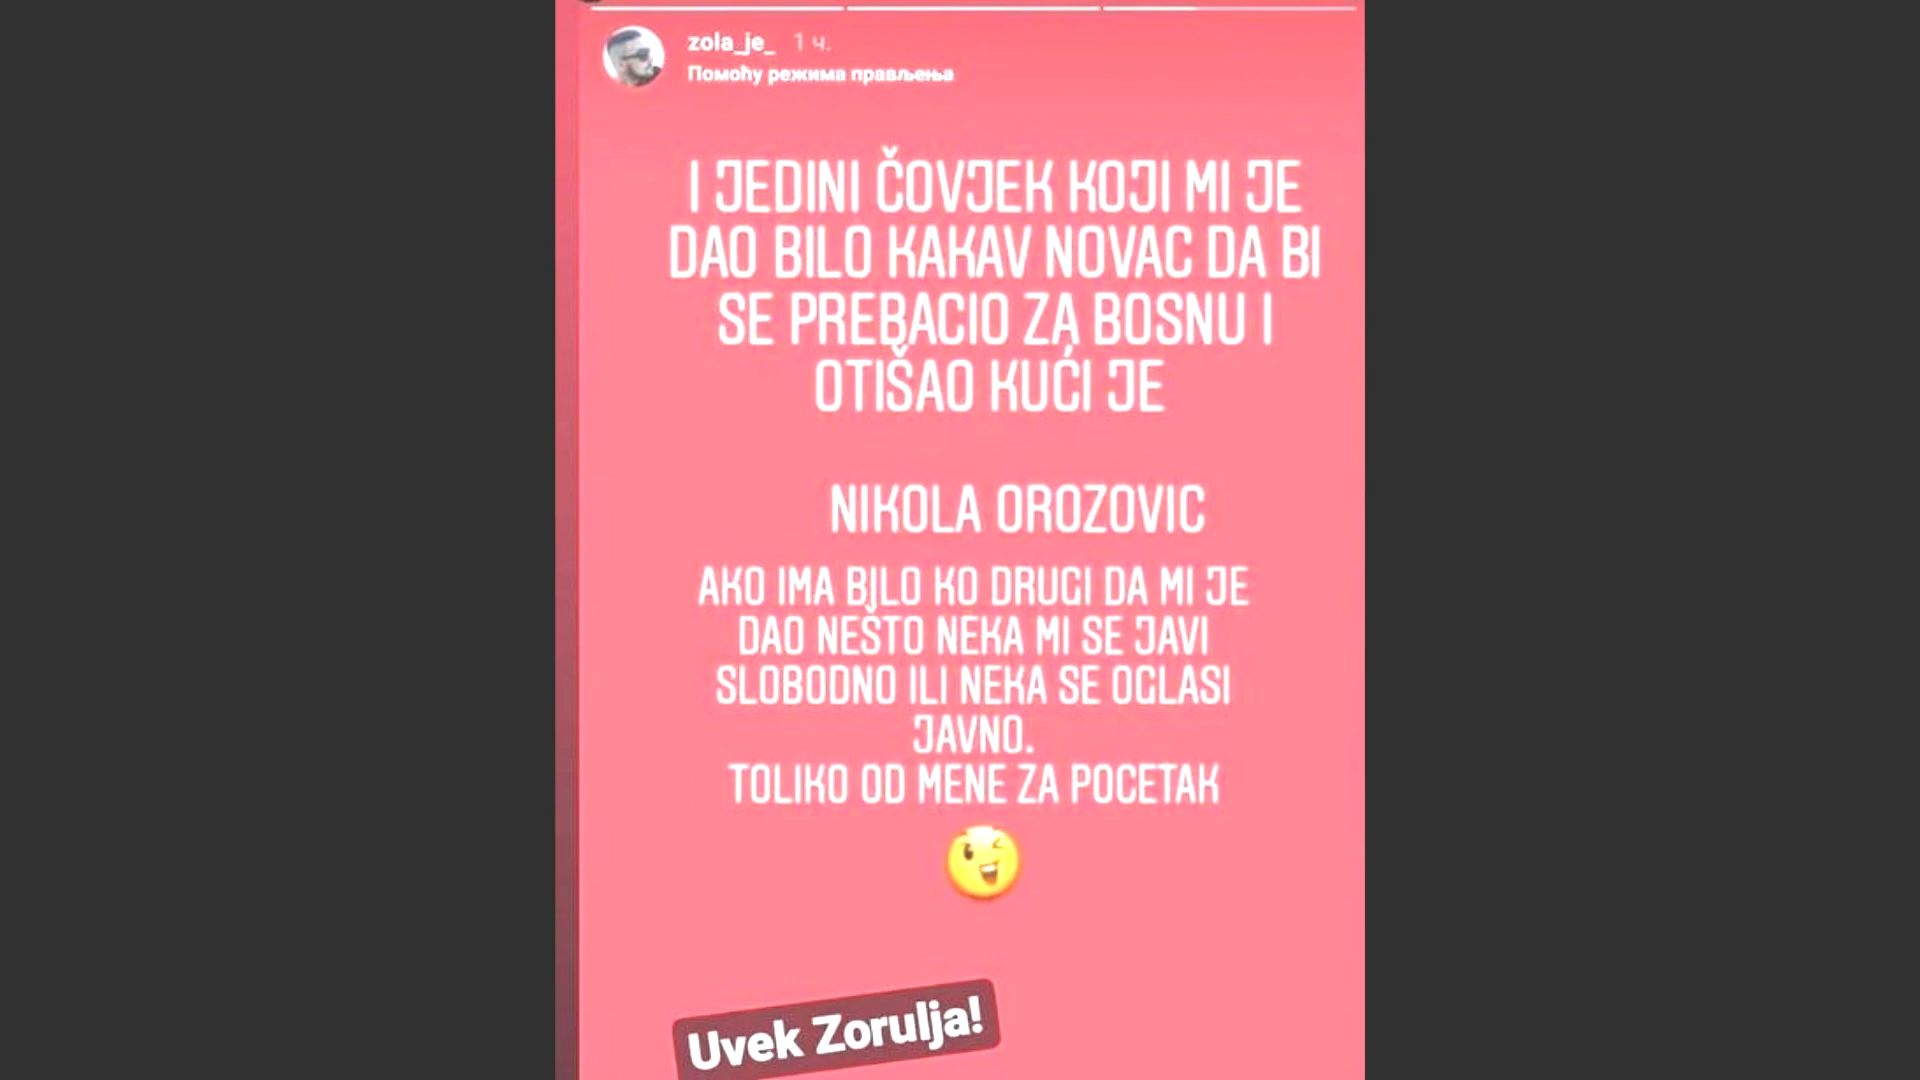 zola_je_ 1 ч.
Помоћу режима прављења
I JEDINI ČOVJEK KOJI MI JE
DAO BILO KAKAV NOVAC DA BI
SE PREBACIO ZA BOSNU I
OTIŠAO KUĆI JE
NIKOLA OROZOVIC
AKO IMA BILO KO DRUGI DA MI JE
DAO NEŠTO NEKA MI SE JAVI
SLOBODNO ILI NEKA SE OGLASI
JAVNO.
TOLIKO OD MENE ZA POCETAK
Uvek Zorulja!